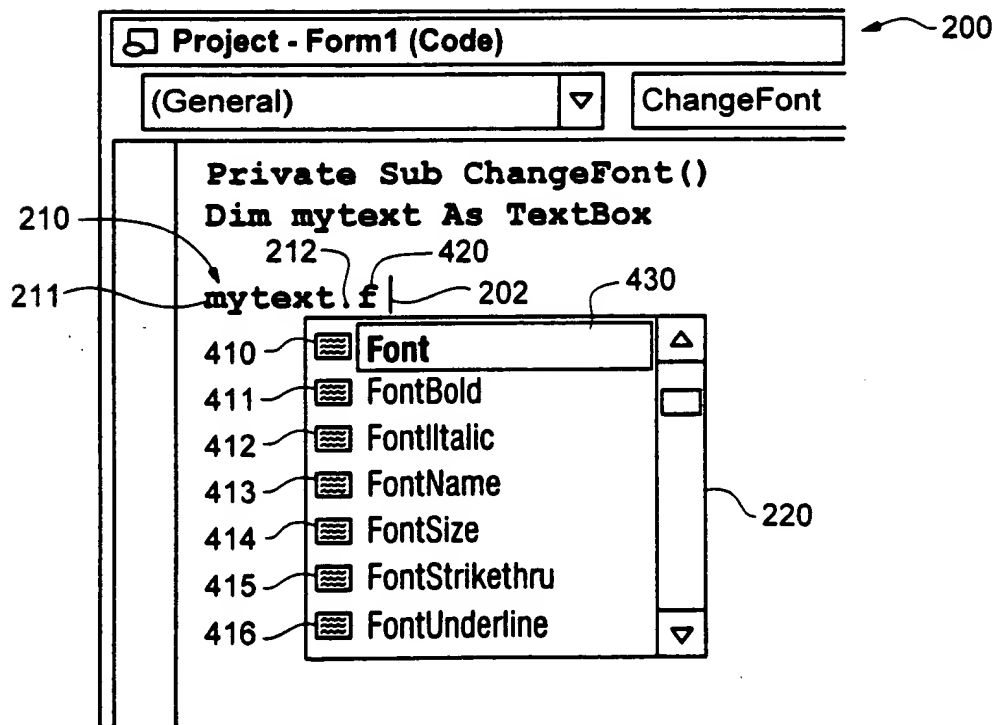 200
Project - Form1 (Code)
(General) ChangeFont
Private Sub ChangeFont()
Dim mytext As TextBox
210 212 420
211 mytext.f 202 430
410 Font
411 FontBold
412 FontIItalic
413 FontName
414 FontSize
220
415 FontStrikethru
416 FontUnderline